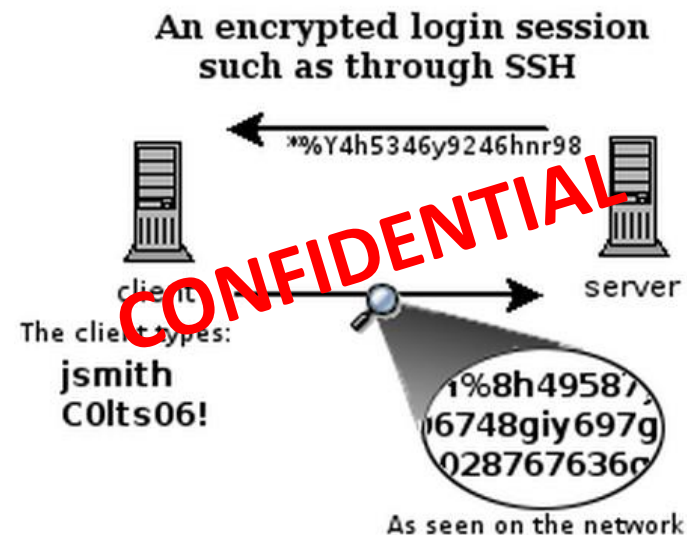 An encrypted login session
such as through SSH
*%Y4h5346y9246hnr98
CONFIDENTIAL
client
server
The client types:
jsmith
C0lts06!
%8h49587
6748giy697g
028767636
As seen on the network